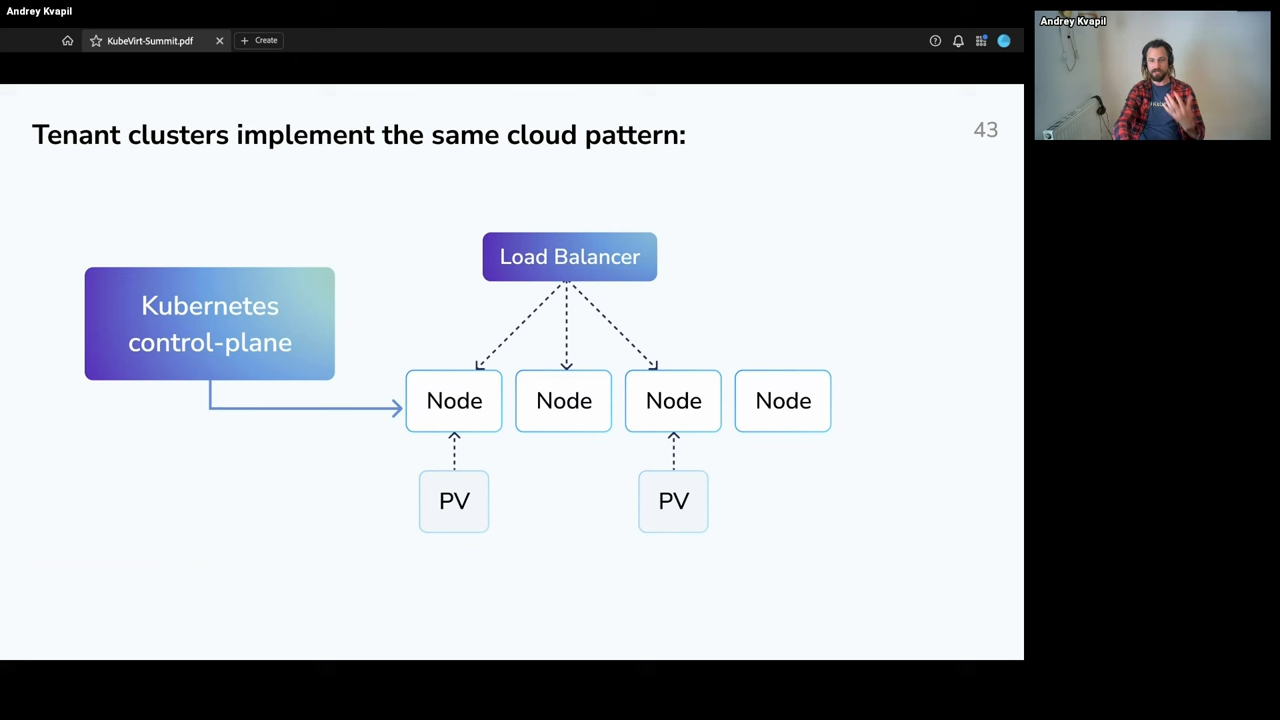 Andrey Kvapil
KubeVirt-Summit.pdf
Create
Andrey Kvapil
Tenant clusters implement the same cloud pattern:
43
Load Balancer
Kubernetes
control-plane
Node
Node
Node
Node
PV
PV